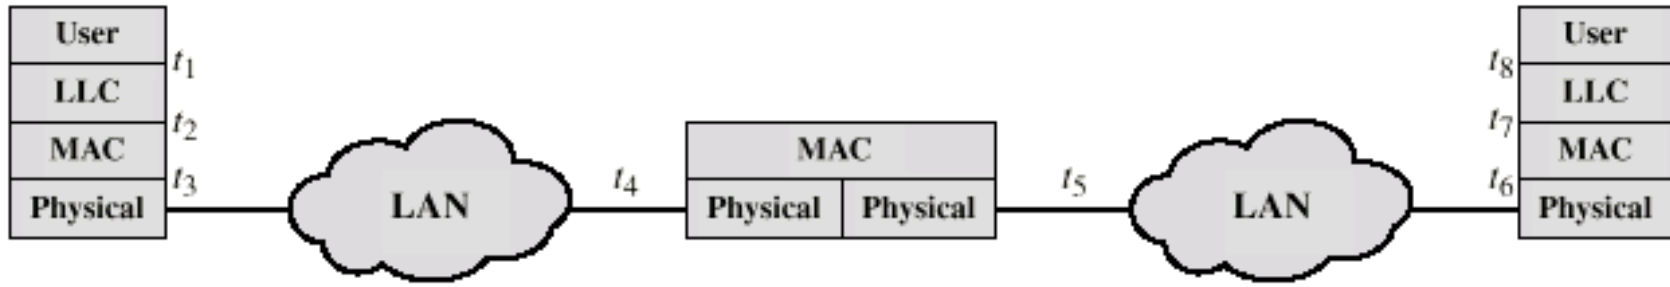 User
t1
LLC
t2
MAC
t3
Physical
LAN
t4
MAC
Physical
Physical
t5
LAN
User
t8
LLC
t7
MAC
t6
Physical